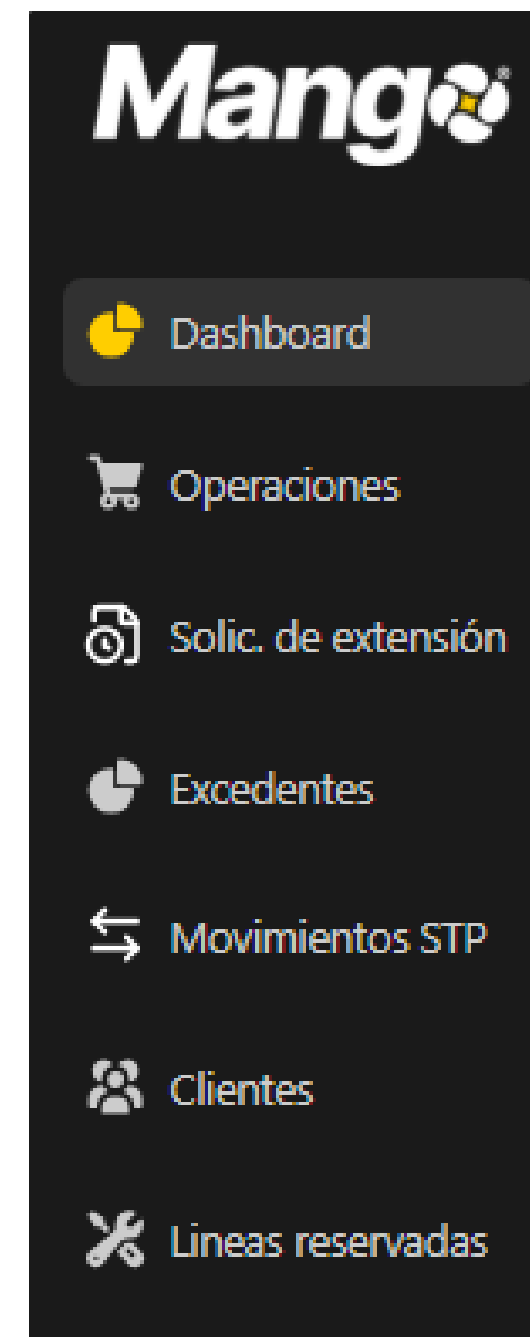 Mango
Dashboard
Operaciones
Solic. de extensión
Excedentes
Movimientos STP
Clientes
Lineas reservadas